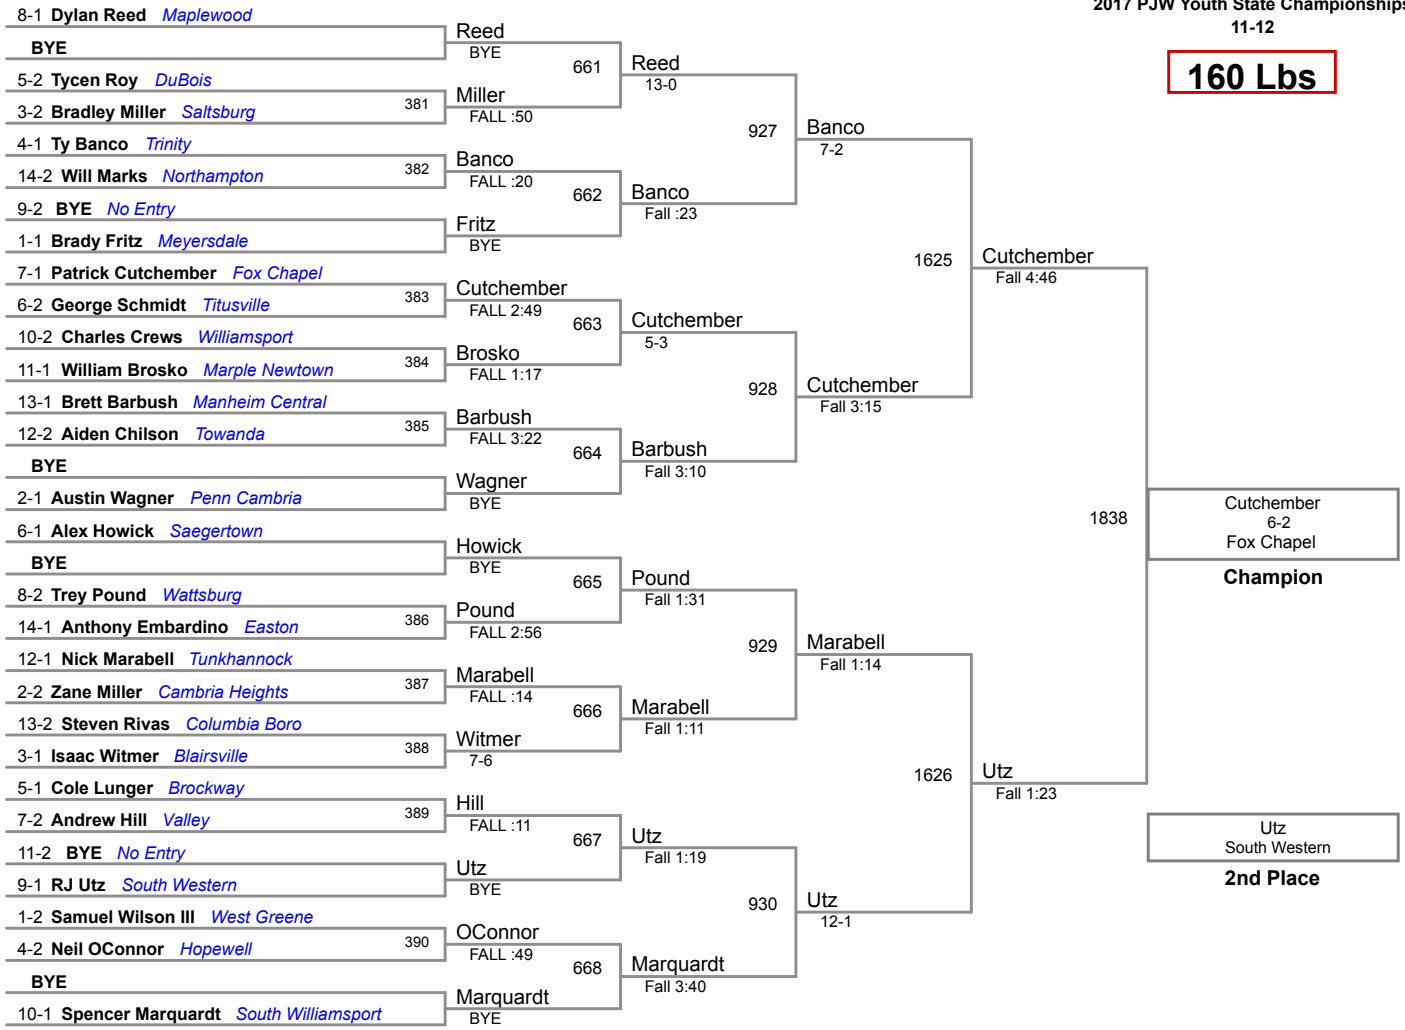 2017 PJW Youth State Championships
11-12
160 Lbs
8-1 Dylan Reed Maplewood
BYE
5-2 Tycen Roy DuBois
3-2 Bradley Miller Saltsburg
4-1 Ty Banco Trinity
14-2 Will Marks Northampton
9-2 BYE No Entry
1-1 Brady Fritz Meyersdale
7-1 Patrick Cutchember Fox Chapel
6-2 George Schmidt Titusville
10-2 Charles Crews Williamsport
11-1 William Brosko Marple Newtown
13-1 Brett Barbush Manheim Central
12-2 Aiden Chilson Towanda
BYE
2-1 Austin Wagner Penn Cambria
6-1 Alex Howick Saegertown
BYE
8-2 Trey Pound Wattsburg
14-1 Anthony Embardino Easton
12-1 Nick Marabell Tunkhannock
2-2 Zane Miller Cambria Heights
13-2 Steven Rivas Columbia Boro
3-1 Isaac Witmer Blairsville
5-1 Cole Lunger Brockway
7-2 Andrew Hill Valley
11-2 BYE No Entry
9-1 RJ Utz South Western
1-2 Samuel Wilson III West Greene
4-2 Neil OConnor Hopewell
BYE
10-1 Spencer Marquardt South Williamsport
381
382
383
384
385
386
387
388
389
390
Reed
BYE
Miller
FALL :50
Banco
FALL :20
Fritz
BYE
Cutchember
FALL 2:49
Brosko
FALL 1:17
Barbush
FALL 3:22
Wagner
BYE
Howick
BYE
Pound
FALL 2:56
Marabell
FALL :14
Witmer
7-6
Hill
FALL :11
Utz
BYE
OConnor
FALL :49
Marquardt
BYE
661
662
663
664
665
666
667
668
Reed
13-0
Banco
Fall :23
Cutchember
5-3
Barbush
Fall 3:10
Pound
Fall 1:31
Marabell
Fall 1:11
Utz
Fall 1:19
Marquardt
Fall 3:40
927
928
929
930
Banco
7-2
Cutchember
Fall 3:15
Marabell
Fall 1:14
Utz
12-1
1625
1626
Cutchember
Fall 4:46
Utz
Fall 1:23
1838
Cutchember
6-2
Fox Chapel
Champion
Utz
South Western
2nd Place